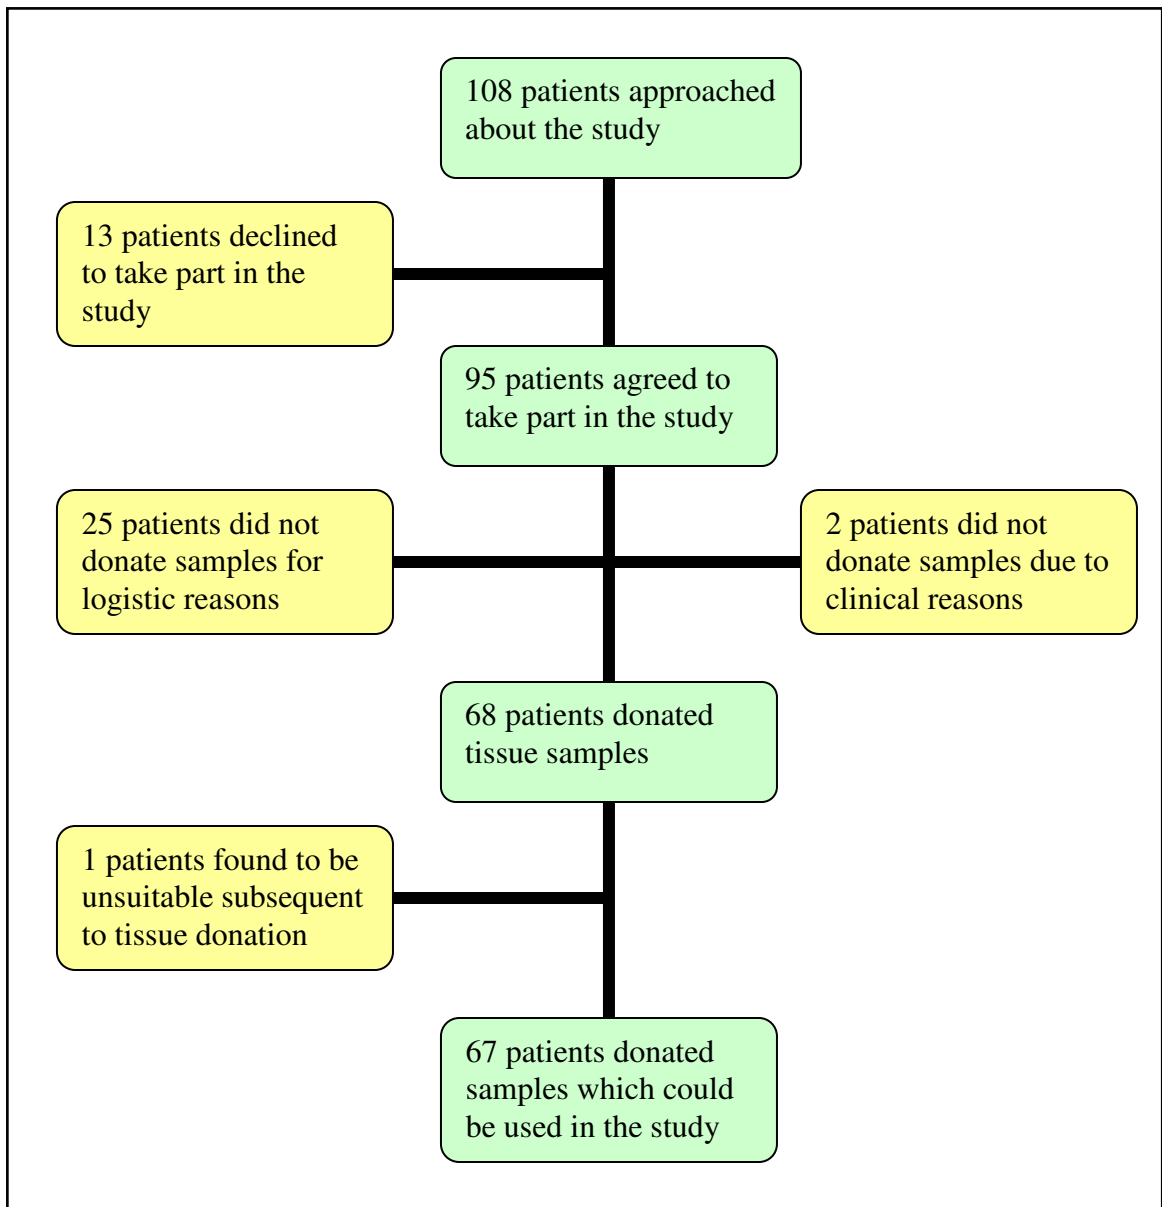 108 patients approached
about the study
13 patients declined
to take part in the
study
95 patients agreed to
take part in the study
25 patients did not
donate samples for
logistic reasons
2 patients did not
donate samples due to
clinical reasons
68 patients donated
tissue samples
1 patients found to be
unsuitable subsequent
to tissue donation
67 patients donated
samples which could
be used in the study